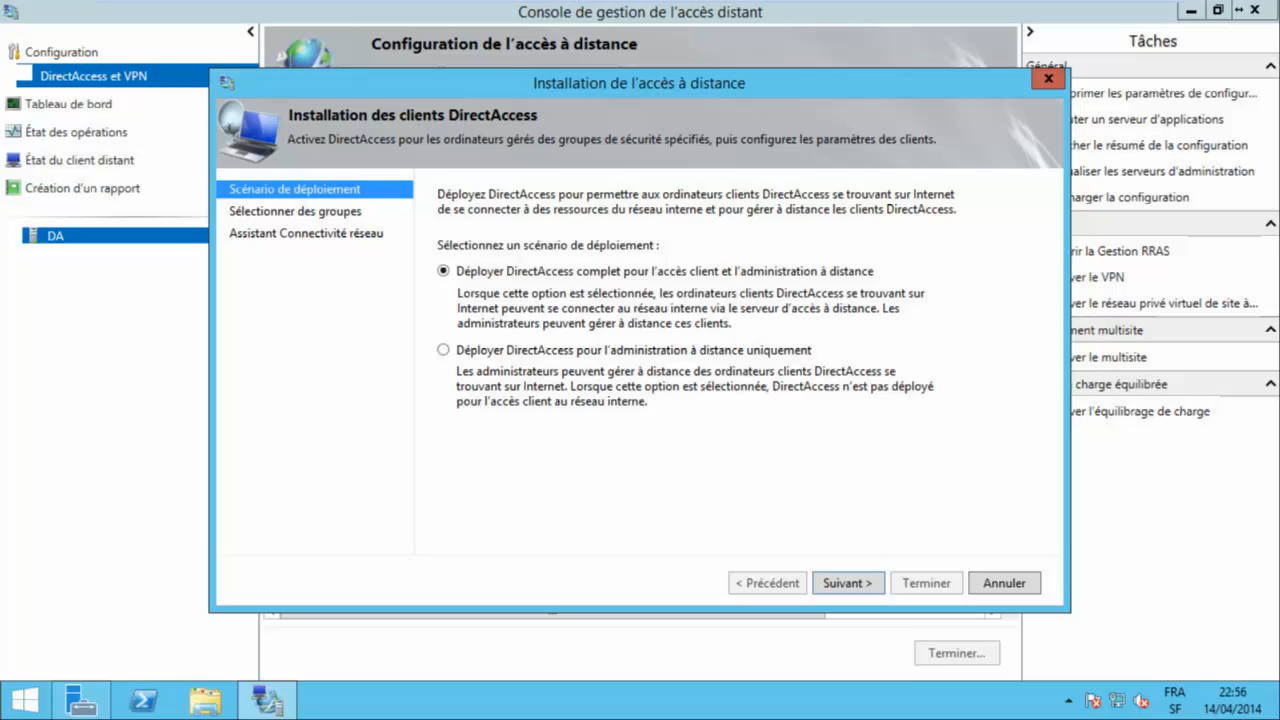 Console de gestion de l'accès distant
Configuration
DirectAccess et VPN
Tableau de bord
État des opérations
État du client distant
Création d'un rapport
DA
Configuration de l'accès à distance
Installation de l'accès à distance
Installation des clients DirectAccess
Activez DirectAccess pour les ordinateurs gérés des groupes de sécurité spécifiés, puis configurez les paramètres des clients.
Scénario de déploiement
Sélectionner des groupes
Assistant Connectivité réseau
Déployez DirectAccess pour permettre aux ordinateurs clients DirectAccess se trouvant sur Internet
de se connecter à des ressources du réseau interne et pour gérer à distance les clients DirectAccess.
Sélectionnez un scénario de déploiement :
Déployer DirectAccess complet pour l'accès client et l'administration à distance
Lorsque cette option est sélectionnée, les ordinateurs clients DirectAccess se trouvant sur
Internet peuvent se connecter au réseau interne via le serveur d'accès à distance. Les
administrateurs peuvent gérer à distance ces clients.
Déployer DirectAccess pour l'administration à distance uniquement
Les administrateurs peuvent gérer à distance des ordinateurs clients DirectAccess se
trouvant sur Internet. Lorsque cette option est sélectionnée, DirectAccess n'est pas déployé
pour l'accès client au réseau interne.
< Précédent
Suivant >
Terminer
Annuler
Terminer...
Tâches
Général
primer les paramètres de configur...
ter un serveur d'applications
cher le résumé de la configuration
ualiser les serveurs d'administration
harger la configuration
rir la Gestion RRAS
ver le VPN
ver le réseau privé virtuel de site à...
ment multisite
ver le multisite
charge équilibrée
ver l'équilibrage de charge
FRA
SF
22:56
14/04/2014